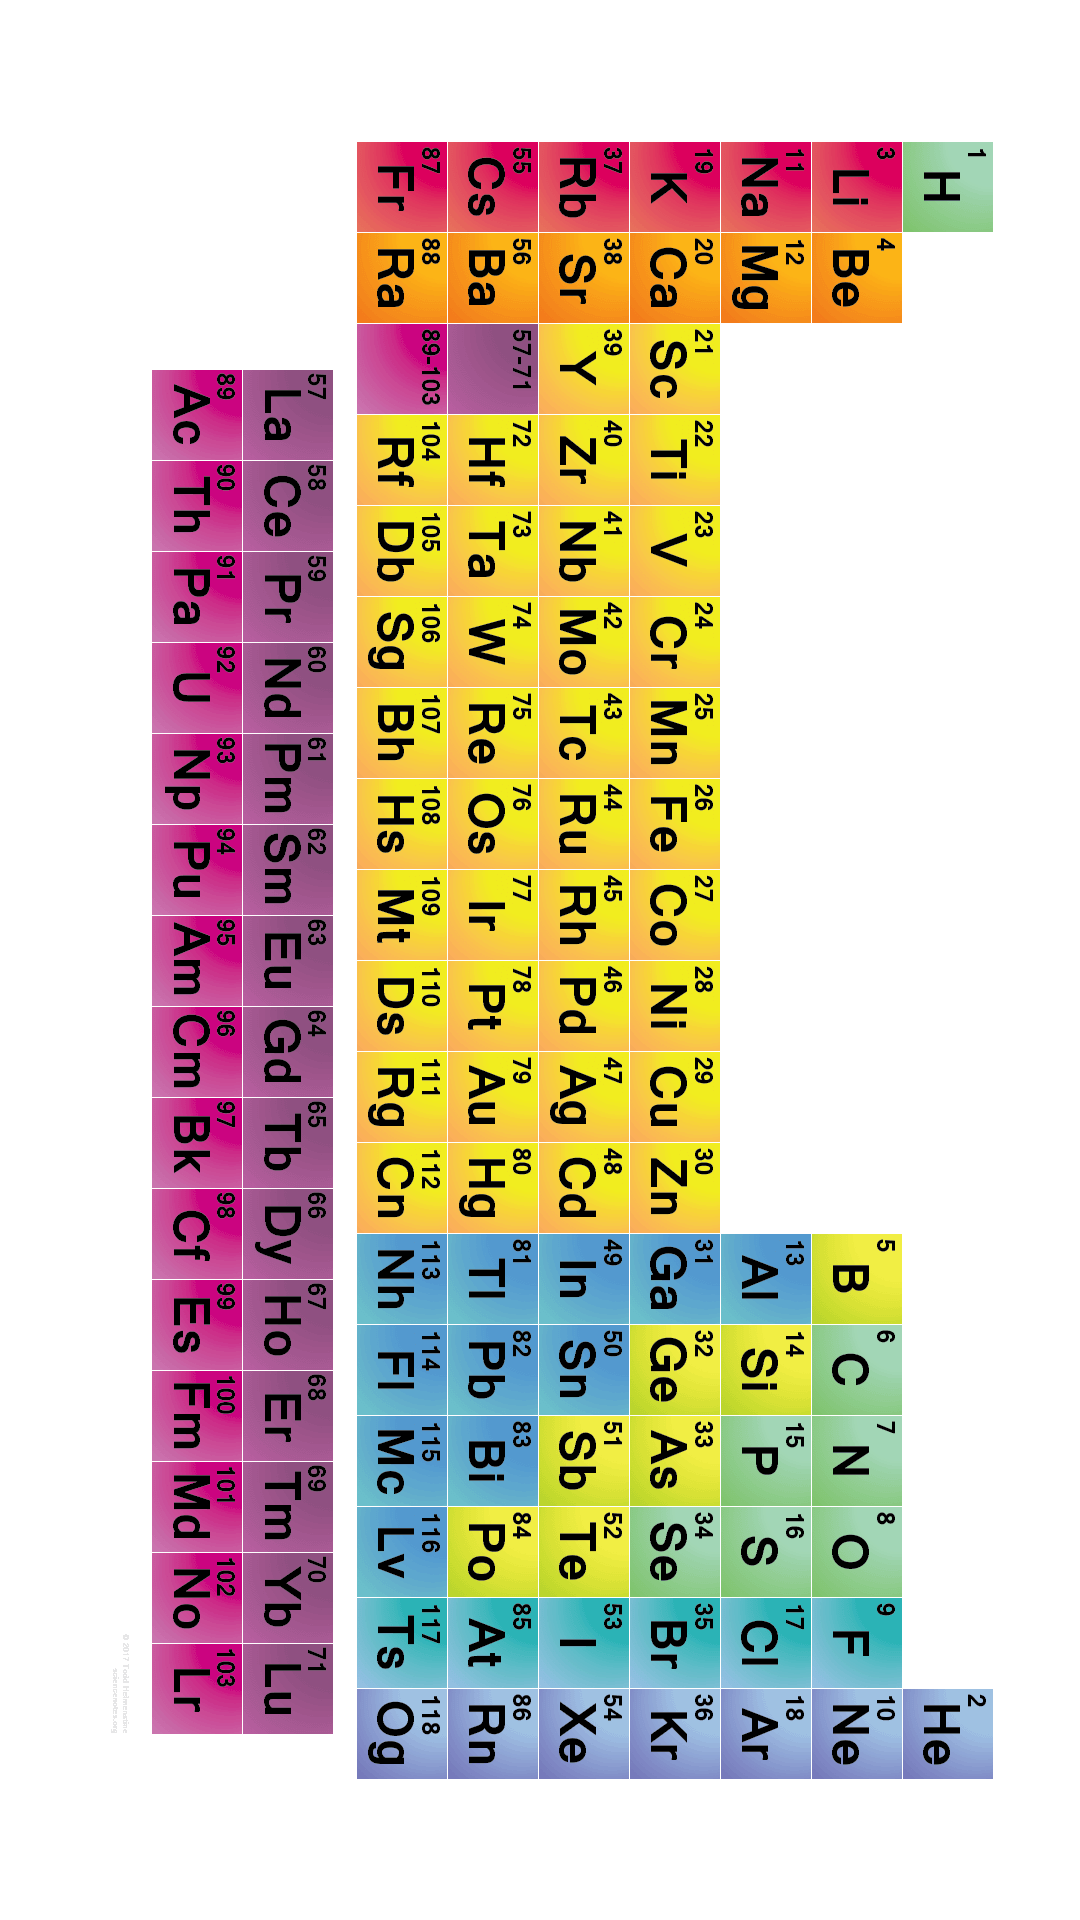 1 H 2 He
3 Li 4 Be 5 B 6 C 7 N 8 O 9 F 10 Ne
11 Na 12 Mg 13 Al 14 Si 15 P 16 S 17 Cl 18 Ar
19 K 20 Ca 21 Sc 22 Ti 23 V 24 Cr 25 Mn 26 Fe 27 Co 28 Ni 29 Cu 30 Zn 31 Ga 32 Ge 33 As 34 Se 35 Br 36 Kr
37 Rb 38 Sr 39 Y 40 Zr 41 Nb 42 Mo 43 Tc 44 Ru 45 Rh 46 Pd 47 Ag 48 Cd 49 In 50 Sn 51 Sb 52 Te 53 I 54 Xe
55 Cs 56 Ba 57-71 72 Hf 73 Ta 74 W 75 Re 76 Os 77 Ir 78 Pt 79 Au 80 Hg 81 Tl 82 Pb 83 Bi 84 Po 85 At 86 Rn
87 Fr 88 Ra 89-103 104 Rf 105 Db 106 Sg 107 Bh 108 Hs 109 Mt 110 Ds 111 Rg 112 Cn 113 Nh 114 Fl 115 Mc 116 Lv 117 Ts 118 Og
57 La 58 Ce 59 Pr 60 Nd 61 Pm 62 Sm 63 Eu 64 Gd 65 Tb 66 Dy 67 Ho 68 Er 69 Tm 70 Yb 71 Lu
89 Ac 90 Th 91 Pa 92 U 93 Np 94 Pu 95 Am 96 Cm 97 Bk 98 Cf 99 Es 100 Fm 101 Md 102 No 103 Lr
© 2017 Todd Helmenstine
sciencenotes.org